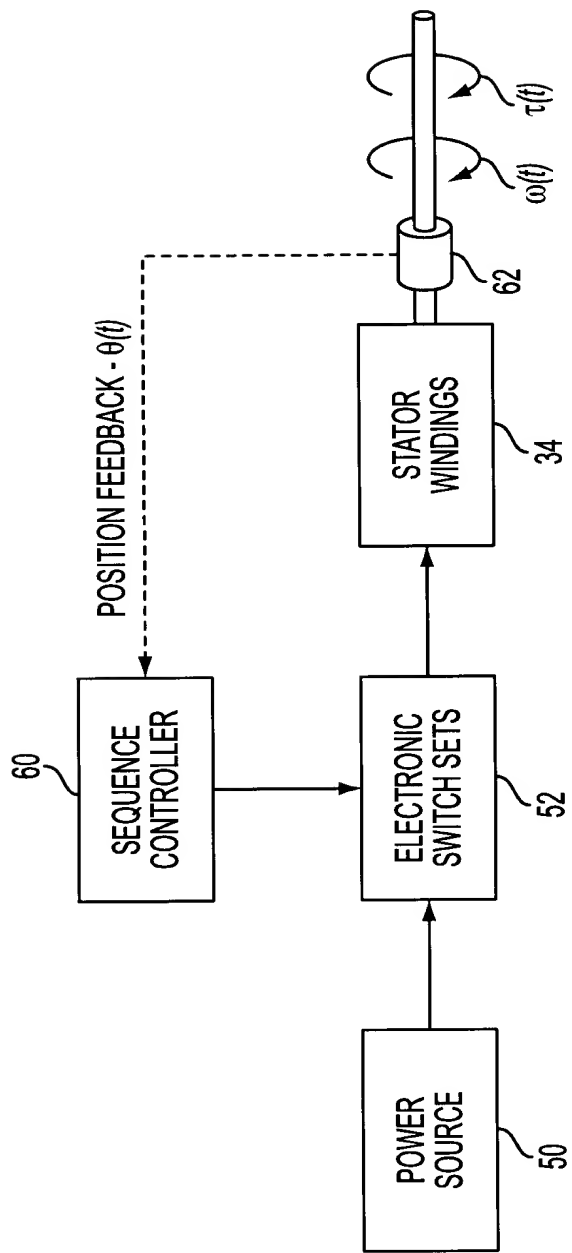 60
SEQUENCE
CONTROLLER
POSITION FEEDBACK - θ(t)
POWER
SOURCE
50
ELECTRONIC
SWITCH SETS
52
STATOR
WINDINGS
34
62
ω(t)
τ(t)